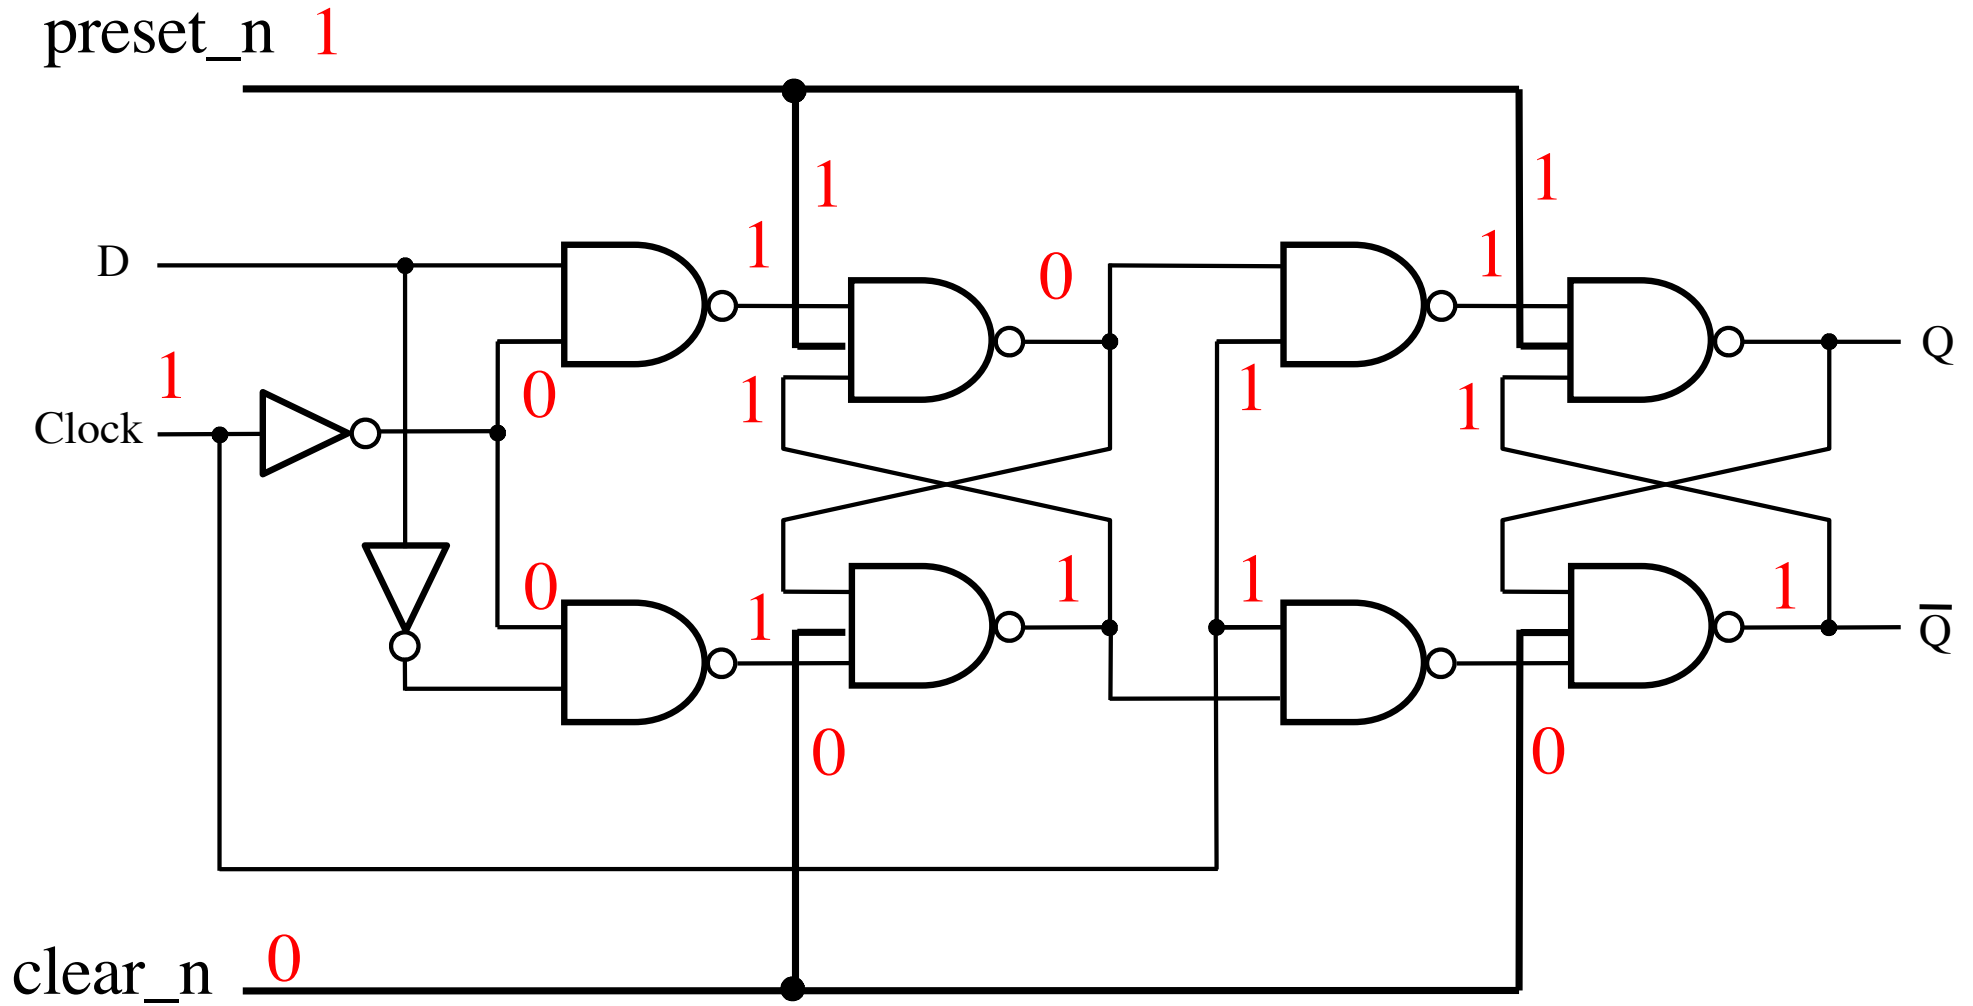 preset_n 1
1 1
1 1
D 0
1 1 Q
Clock 0 1 1
0 1 1 1 1
1 Q̅
0 0
clear_n 0